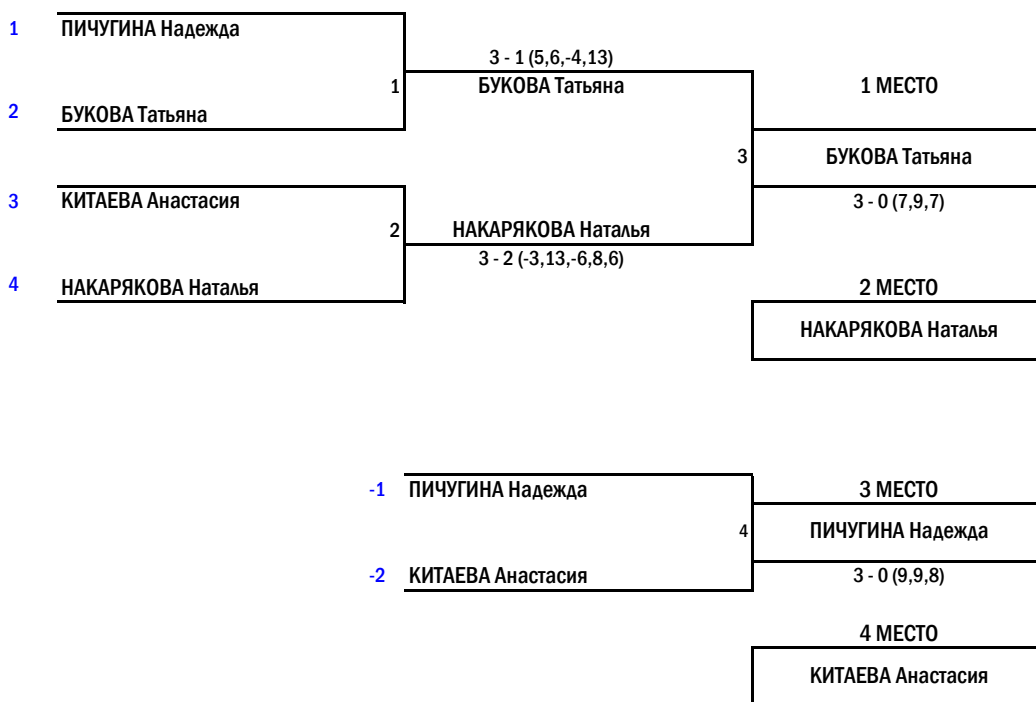 1 ПИЧУГИНА Надежда
3 - 1 (5,6,-4,13)
1 БУКОВА Татьяна 1 МЕСТО
2 БУКОВА Татьяна
3 БУКОВА Татьяна
3 КИТАЕВА Анастасия 3 - 0 (7,9,7)
2 НАКАРЯКОВА Наталья
3 - 2 (-3,13,-6,8,6)
4 НАКАРЯКОВА Наталья 2 МЕСТО
НАКАРЯКОВА Наталья
-1 ПИЧУГИНА Надежда 3 МЕСТО
4 ПИЧУГИНА Надежда
-2 КИТАЕВА Анастасия 3 - 0 (9,9,8)
4 МЕСТО
КИТАЕВА Анастасия